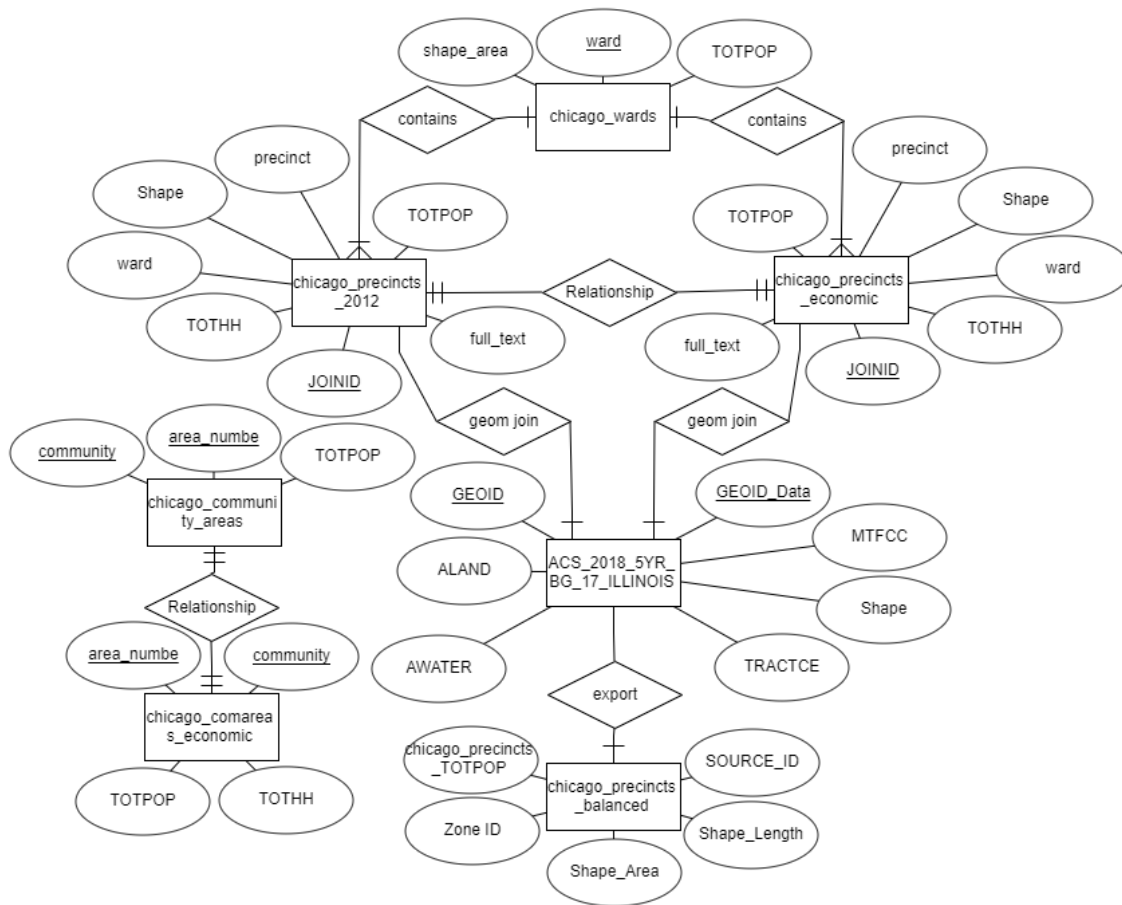 shape_area
ward
TOTPOP
chicago_wards
contains
contains
precinct
precinct
Shape
TOTPOP
TOTPOP
Shape
ward
ward
chicago_precincts
_2012
Relationship
chicago_precincts
_economic
TOTHH
full_text
full_text
TOTHH
JOINID
JOINID
geom join
geom join
community
area_numbe
TOTPOP
chicago_communi
ty_areas
GEOID
GEOID_Data
MTFCC
ALAND
ACS_2018_5YR_
BG_17_ILLINOIS
Shape
Relationship
AWATER
TRACTCE
area_numbe
community
export
chicago_comarea
s_economic
chicago_precincts
_TOTPOP
SOURCE_ID
chicago_precincts
_balanced
TOTPOP
TOTHH
Zone ID
Shape_Length
Shape_Area